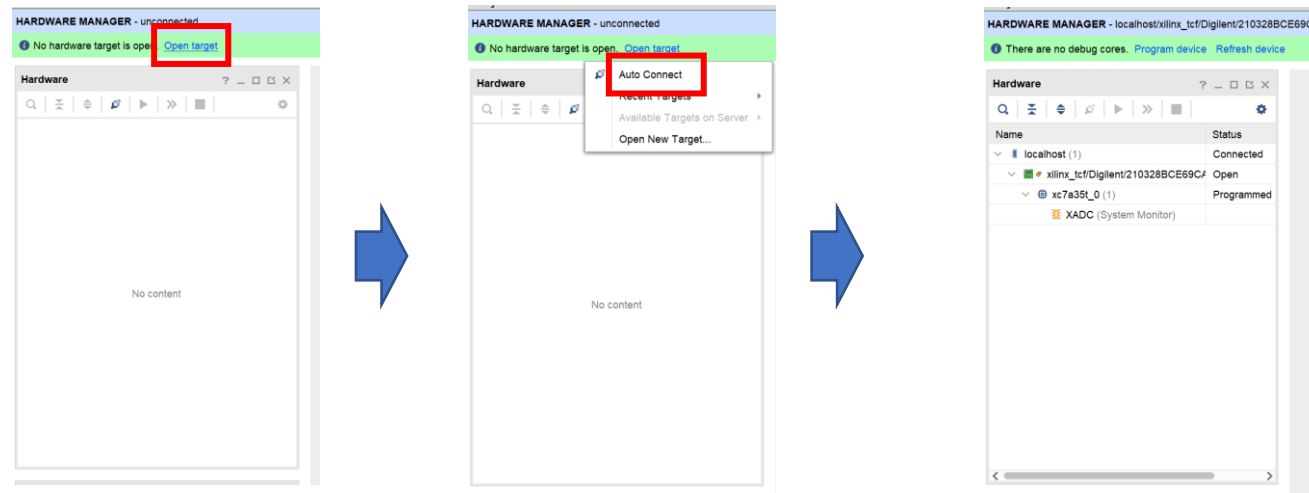 HARDWARE MANAGER - unconnected
No hardware target is open. Open target
Hardware
? _
No content
HARDWARE MANAGER - unconnected
No hardware target is open. Open target
Hardware
Auto Connect
Recent Targets
Available Targets on Server
Open New Target...
No content
HARDWARE MANAGER - localhost/xilinx_tcf/Digilent/210328BCE69C
There are no debug cores. Program device Refresh device
Hardware
? _
Name Status
localhost (1) Connected
xilinx_tcf/Digilent/210328BCE69CA Open
xc7a35t_0 (1) Programmed
XADC (System Monitor)